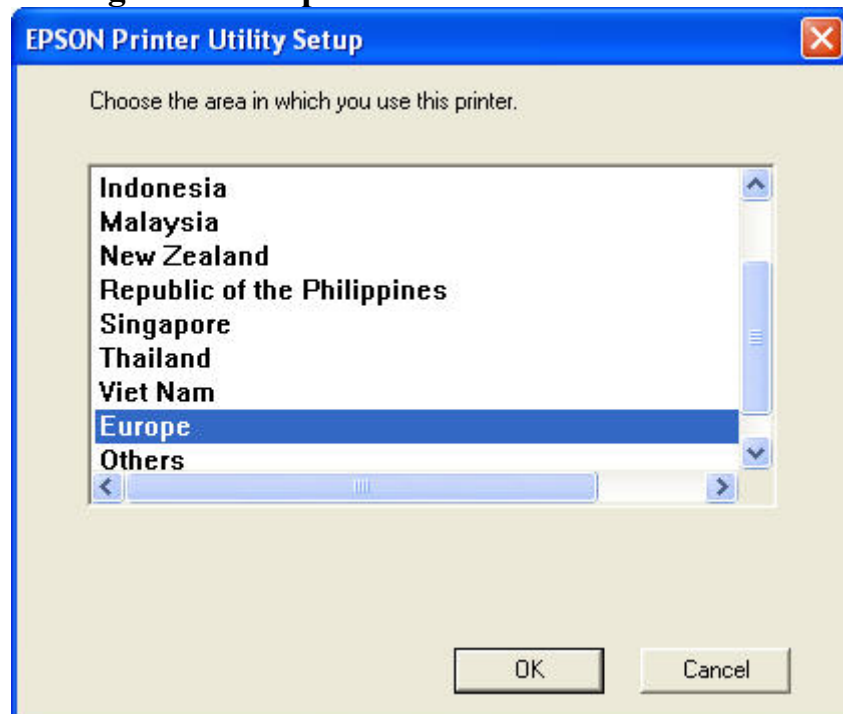 EPSON Printer Utility Setup
Choose the area in which you use this printer.
Indonesia
Malaysia
New Zealand
Republic of the Philippines
Singapore
Thailand
Viet Nam
Europe
Others
OK Cancel